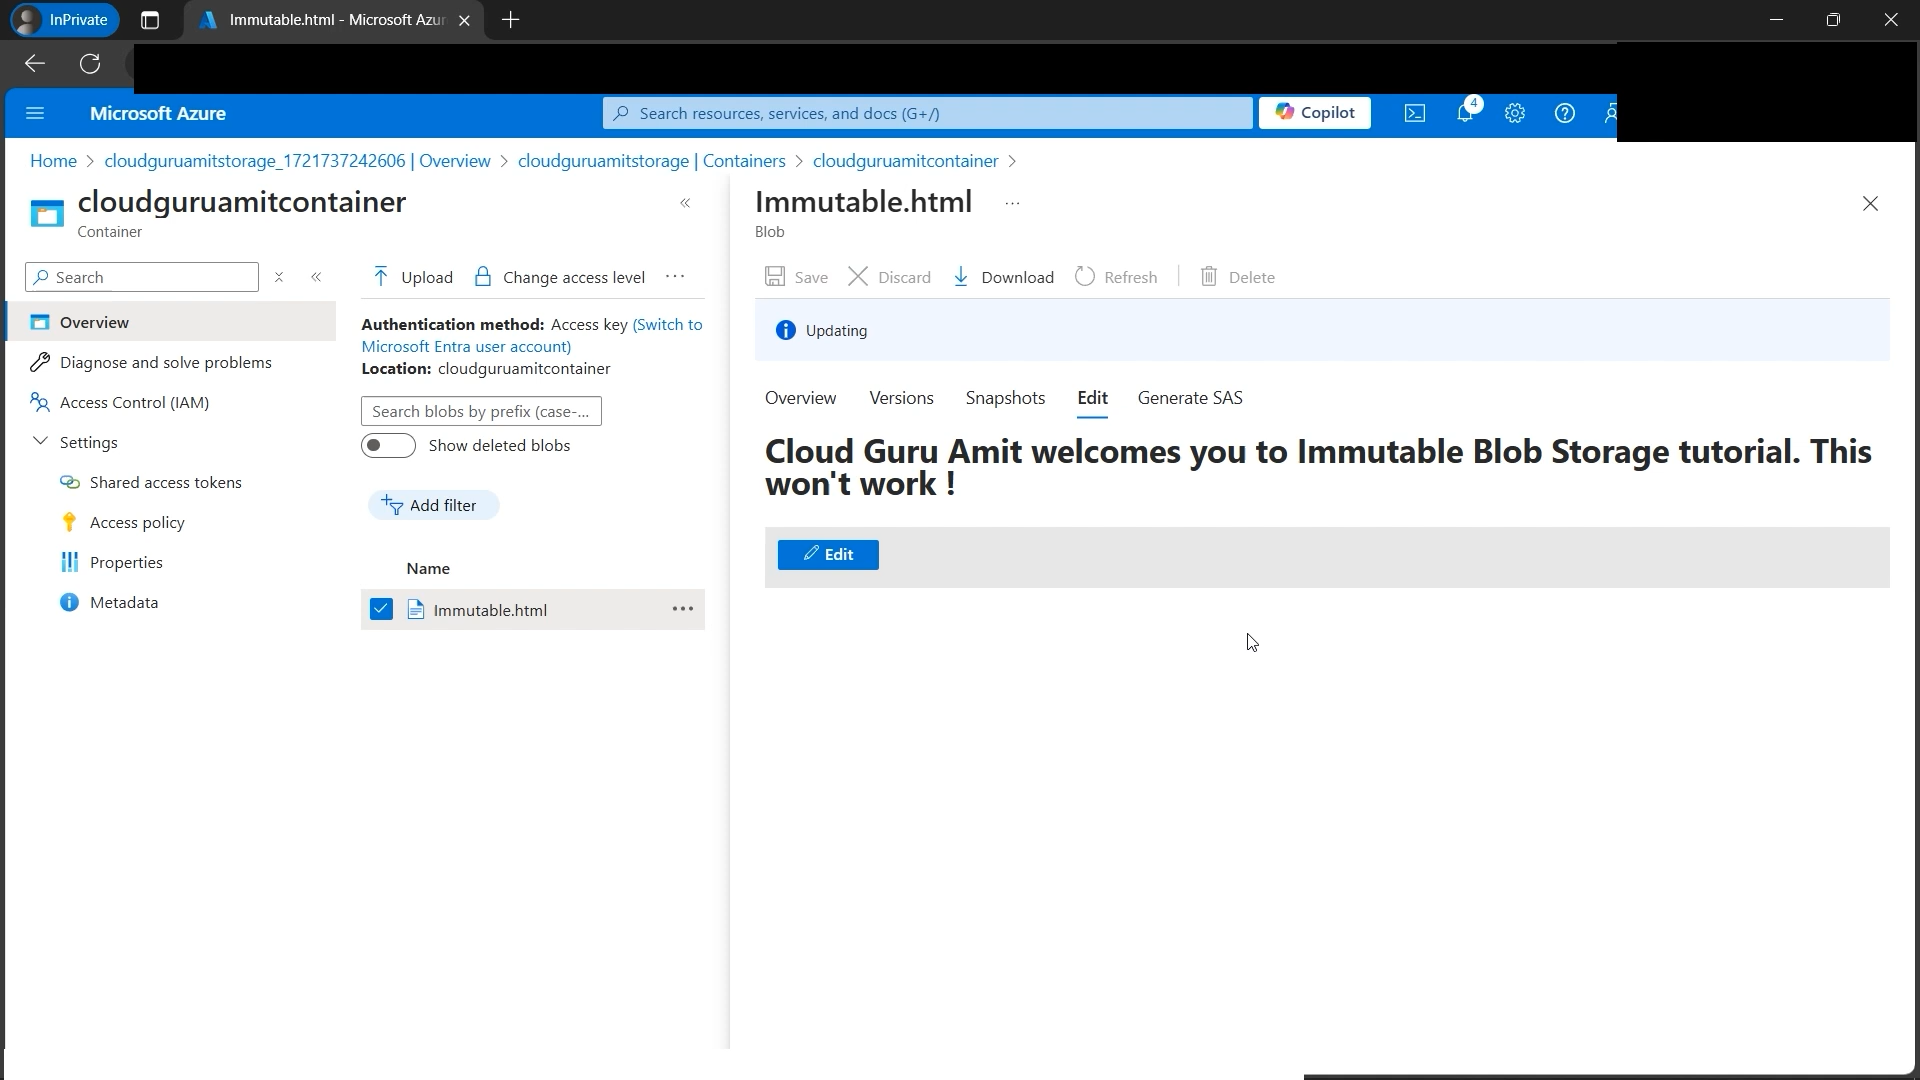 InPrivate
Immutable.html - Microsoft Azur
Microsoft Azure
Search resources, services, and docs (G+/)
Copilot
4
Home > cloudguruamitstorage_1721737242606 | Overview > cloudguruamitstorage | Containers > cloudguruamitcontainer >
cloudguruamitcontainer
Container
Search
Overview
Diagnose and solve problems
Access Control (IAM)
Settings
Shared access tokens
Access policy
Properties
Metadata
Upload
Change access level
Authentication method: Access key (Switch to
Microsoft Entra user account)
Location: cloudguruamitcontainer
Search blobs by prefix (case-...
Show deleted blobs
Add filter
Name
Immutable.html
Immutable.html
Blob
Save
Discard
Download
Refresh
Delete
Updating
Overview
Versions
Snapshots
Edit
Generate SAS
Cloud Guru Amit welcomes you to Immutable Blob Storage tutorial. This
won't work !
Edit